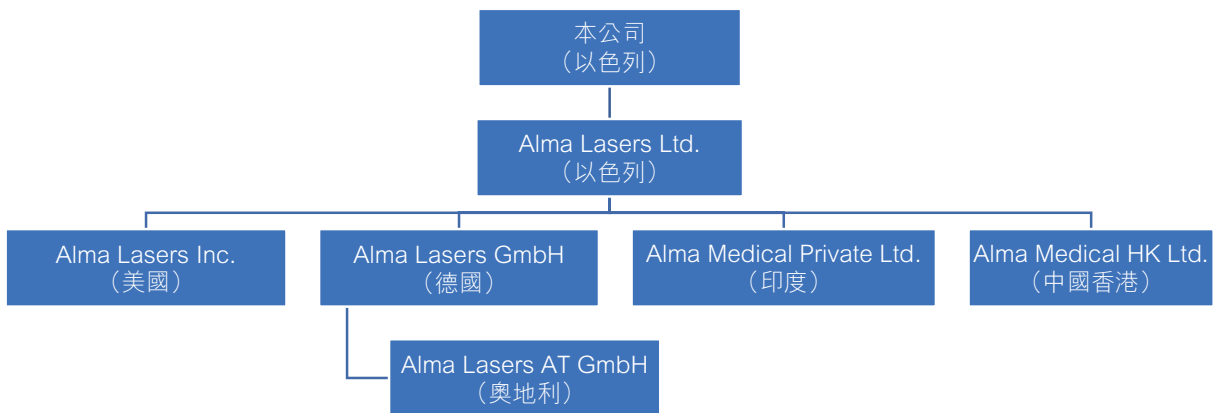 本公司
（以色列）
Alma Lasers Ltd.
（以色列）
Alma Lasers Inc.
（美國）
Alma Lasers GmbH
（德國）
Alma Medical Private Ltd.
（印度）
Alma Medical HK Ltd.
（中國香港）
Alma Lasers AT GmbH
（奧地利）